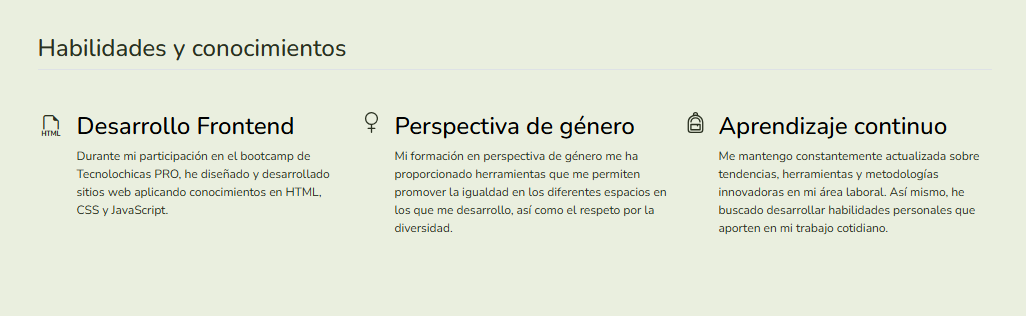 Habilidades y conocimientos
HTML
Desarrollo Frontend
Durante mi participación en el bootcamp de
Tecnolochicas PRO, he diseñado y desarrollado
sitios web aplicando conocimientos en HTML,
CSS y JavaScript.
Perspectiva de género
Mi formación en perspectiva de género me ha
proporcionado herramientas que me permiten
promover la igualdad en los diferentes espacios en
los que me desarrollo, así como el respeto por la
diversidad.
Aprendizaje continuo
Me mantengo constantemente actualizada sobre
tendencias, herramientas y metodologías
innovadoras en mi área laboral. Así mismo, he
buscado desarrollar habilidades personales que
aporten en mi trabajo cotidiano.